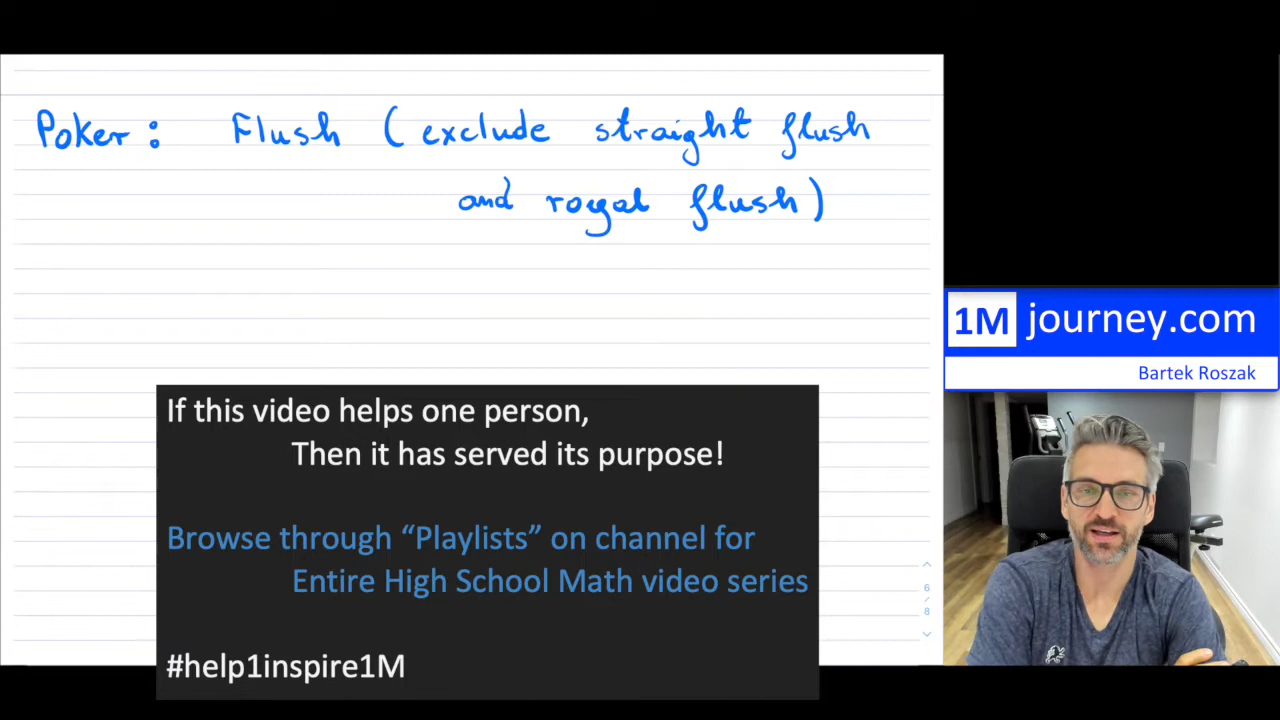 Poker: Flush (exclude straight flush
and royal flush)
1M journey.com
Bartek Roszak
If this video helps one person,
Then it has served its purpose!
Browse through “Playlists” on channel for
Entire High School Math video series
#help1inspire1M
6
/
8